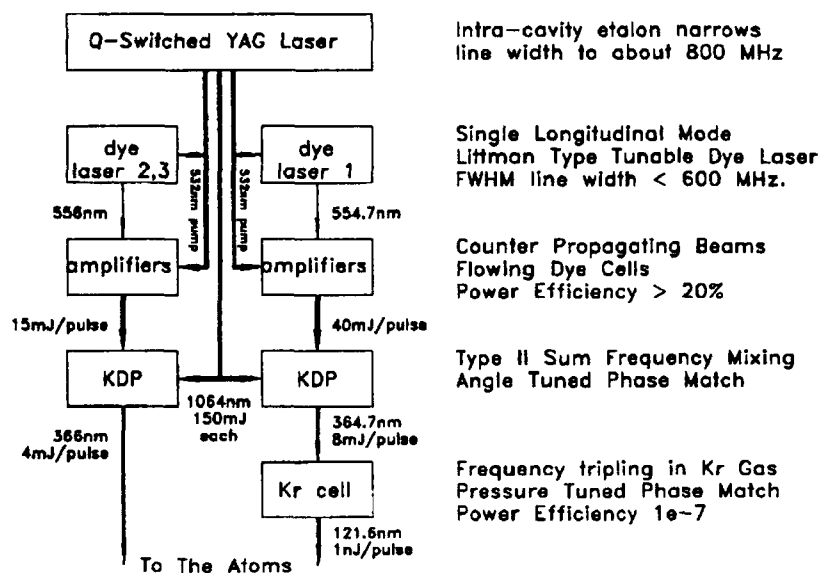 Q-Switched YAG Laser
Intra-cavity etalon narrows
line width to about 800 MHz
dye
laser 2,3
dye
laser 1
Single Longitudinal Mode
Littman Type Tunable Dye Laser
FWHM line width < 600 MHz.
532nm pump
532nm pump
556nm
554.7nm
amplifiers
amplifiers
Counter Propagating Beams
Flowing Dye Cells
Power Efficiency > 20%
15mJ/pulse
40mJ/pulse
KDP
KDP
Type II Sum Frequency Mixing
Angle Tuned Phase Match
1064nm
150mJ
each
366nm
4mJ/pulse
364.7nm
8mJ/pulse
Kr cell
Frequency tripling in Kr Gas
Pressure Tuned Phase Match
Power Efficiency 1e-7
121.6nm
1nJ/pulse
To The Atoms